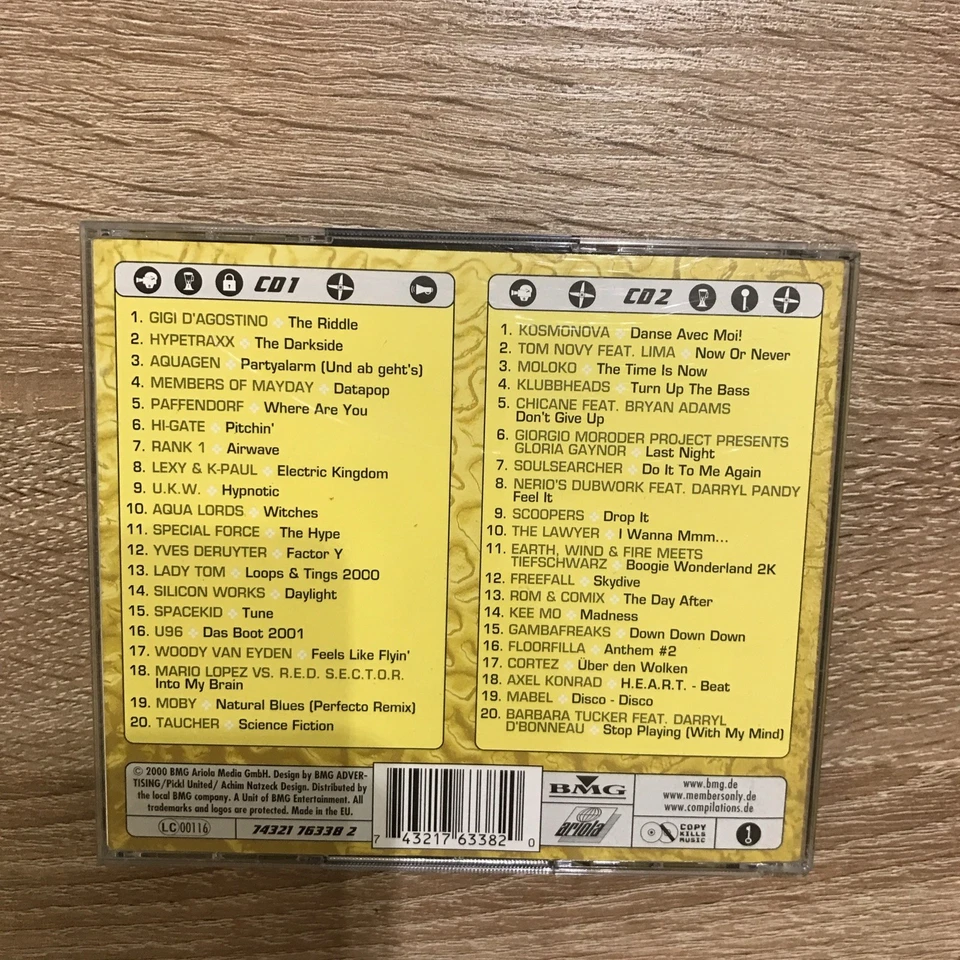 CD 1
1. GIGI D'AGOSTINO The Riddle
2. HYPETRAXX The Darkside
3. AQUAGEN Partyalarm (Und ab geht's)
4. MEMBERS OF MAYDAY Datapop
5. PAFFENDORF Where Are You
6. HI-GATE Pitchin'
7. RANK 1 Airwave
8. LEXY & K-PAUL Electric Kingdom
9. U.K.W. Hypnotic
10. AQUA LORDS Witches
11. SPECIAL FORCE The Hype
12. YVES DERUYTER Factor Y
13. LADY TOM Loops & Tings 2000
14. SILICON WORKS Daylight
15. SPACEKID Tune
16. U96 Das Boot 2001
17. WOODY VAN EYDEN Feels Like Flyin'
18. MARIO LOPEZ VS. R.E.D. S.E.C.T.O.R.
Into My Brain
19. MOBY Natural Blues (Perfecto Remix)
20. TAUCHER Science Fiction
CD 2
1. KOSMONOVA Danse Avec Moi!
2. TOM NOVY FEAT. LIMA Now Or Never
3. MOLOKO The Time Is Now
4. KLUBBHEADS Turn Up The Bass
5. CHICANE FEAT. BRYAN ADAMS
Don't Give Up
6. GIORGIO MORODER PROJECT PRESENTS
GLORIA GAYNOR Last Night
7. SOULSEARCHER Do It To Me Again
8. NERIO'S DUBWORK FEAT. DARRYL PANDY
Feel It
9. SCOOPERS Drop It
10. THE LAWYER I Wanna Mmm...
11. EARTH, WIND & FIRE MEETS
TIEFSCHWARZ Boogie Wonderland 2K
12. FREEFALL Skydive
13. ROM & COMIX The Day After
14. KEE MO Madness
15. GAMBAFREAKS Down Down Down
16. FLOORFILLA Anthem #2
17. CORTEZ Über den Wolken
18. AXEL KONRAD H.E.A.R.T. - Beat
19. MABEL Disco - Disco
20. BARBARA TUCKER FEAT. DARRYL
D'BONNEAU Stop Playing (With My Mind)
© 2000 BMG Ariola Media GmbH. Design by BMG ADVER-
TISING/Pickl United/ Achim Natzeck Design. Distributed by
the local BMG company. A Unit of BMG Entertainment. All
trademarks and logos are protected. Made in the EU.
LC 00116
74321 76338 2
7 43217 63382 0
BMG
ariola
www.bmg.de
www.membersonly.de
www.compilations.de
COPY
KILLS
MUSIC
1